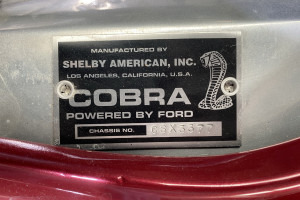 MANUFACTURED BY
SHELBY AMERICAN, INC.
LOS ANGELES, CALIFORNIA, U.S.A.
COBRA
POWERED BY FORD
CHASSIS NO.